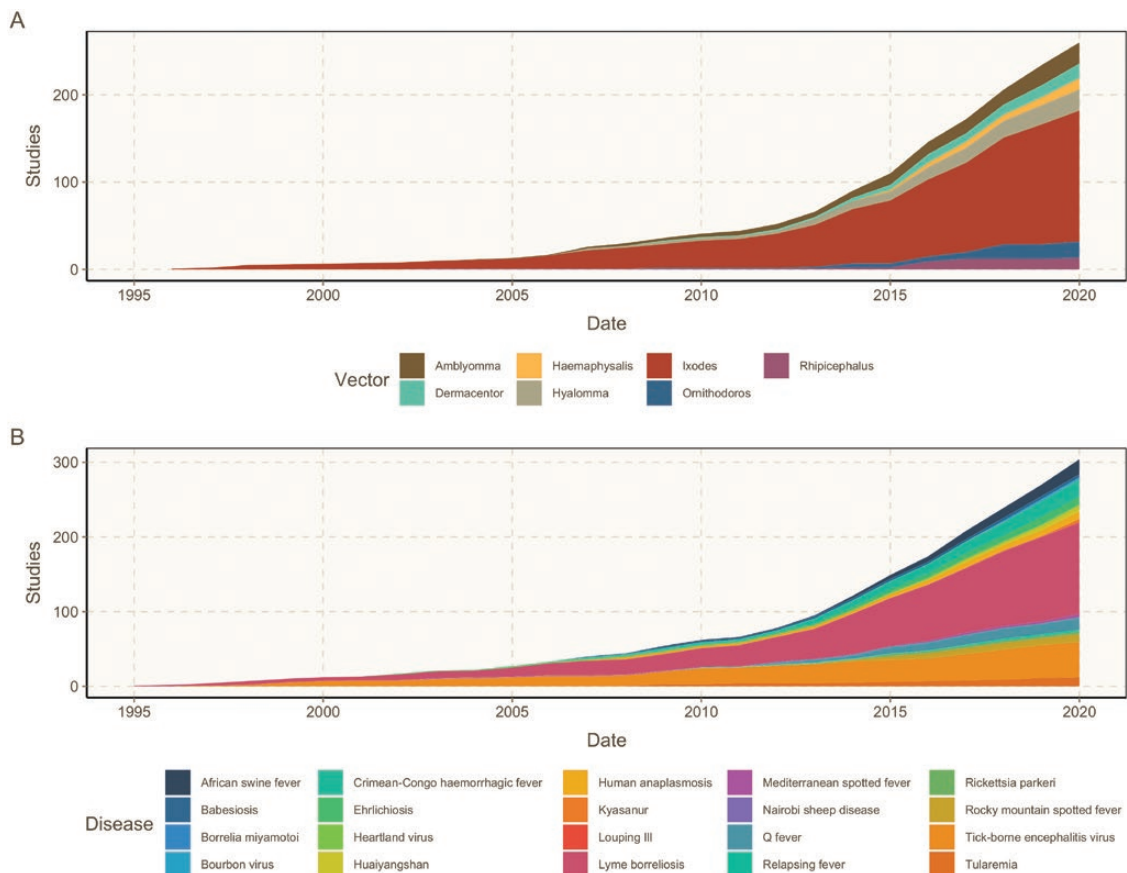 A
Studies
200
100
0
1995 2000 2005 2010 2015 2020
Date
Vector
Amblyomma Haemaphysalis Ixodes Rhipicephalus
Dermacentor Hyalomma Ornithodoros
B
Studies
300
200
100
0
1995 2000 2005 2010 2015 2020
Date
Disease
African swine fever Crimean-Congo haemorrhagic fever Human anaplasmosis Mediterranean spotted fever Rickettsia parkeri
Babesiosis Ehrlichiosis Kyasanur Nairobi sheep disease Rocky mountain spotted fever
Borrelia miyamotoi Heartland virus Louping Ill Q fever Tick-borne encephalitis virus
Bourbon virus Huaiyangshan Lyme borreliosis Relapsing fever Tularemia